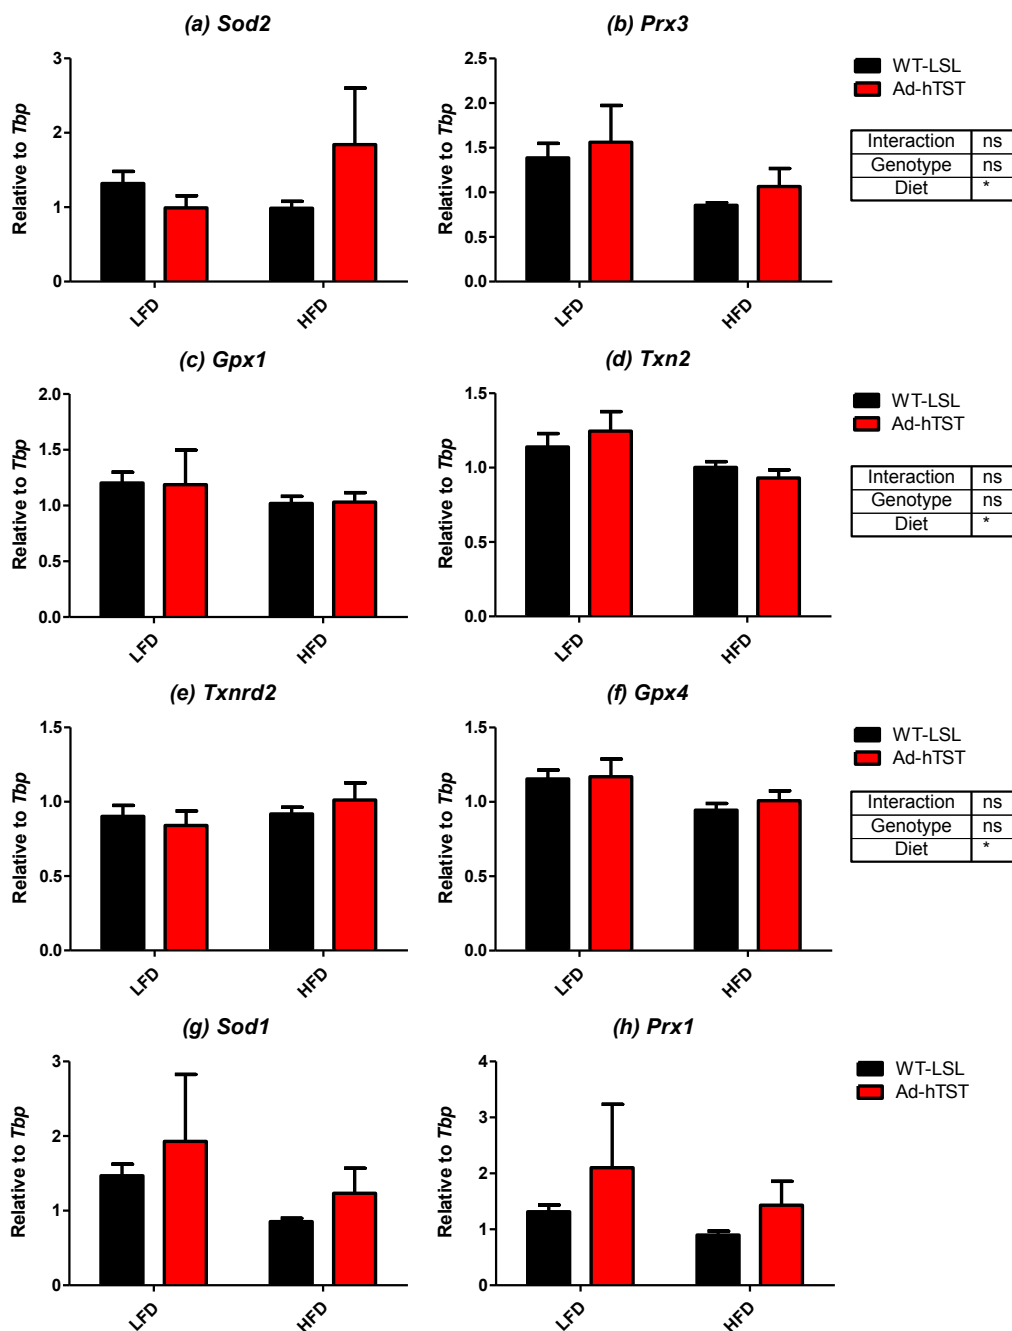 (a) Sod2
3
2
1
0
Relative to Tbp
LFD
HFD
(b) Prx3
2.5
2.0
1.5
1.0
0.5
0.0
Relative to Tbp
LFD
HFD
WT-LSL
Ad-hTST
Interaction ns
Genotype ns
Diet *
(c) Gpx1
2.0
1.5
1.0
0.5
0.0
Relative to Tbp
LFD
HFD
(d) Txn2
1.5
1.0
0.5
0.0
Relative to Tbp
LFD
HFD
WT-LSL
Ad-hTST
Interaction ns
Genotype ns
Diet *
(e) Txnrd2
1.5
1.0
0.5
0.0
Relative to Tbp
LFD
HFD
(f) Gpx4
1.5
1.0
0.5
0.0
Relative to Tbp
LFD
HFD
WT-LSL
Ad-hTST
Interaction ns
Genotype ns
Diet *
(g) Sod1
3
2
1
0
Relative to Tbp
LFD
HFD
(h) Prx1
4
3
2
1
0
Relative to Tbp
LFD
HFD
WT-LSL
Ad-hTST